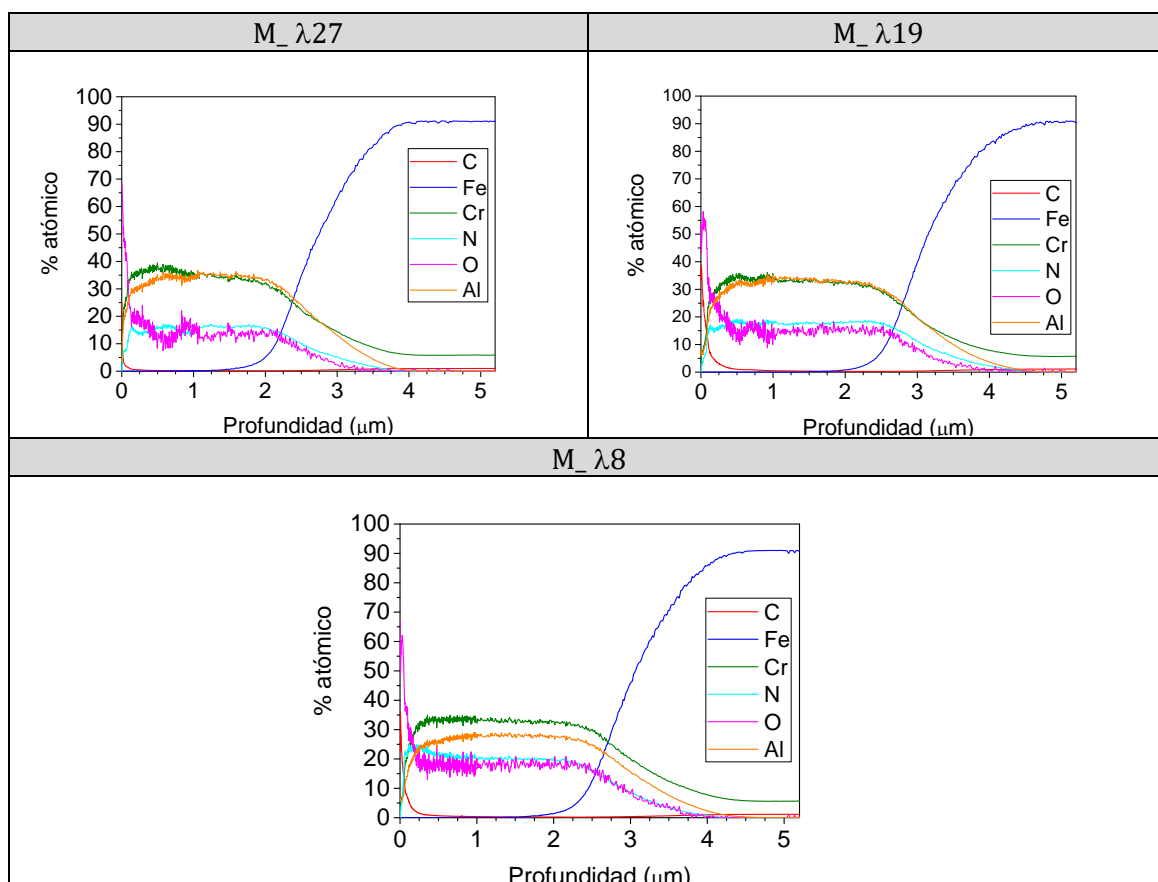 M_ λ27
M_ λ19
100
90
80
70
60
50
40
30
20
10
0
% atómico
0 1 2 3 4 5
Profundidad (μm)
C
Fe
Cr
N
O
Al
100
90
80
70
60
50
40
30
20
10
0
% atómico
0 1 2 3 4 5
Profundidad (μm)
C
Fe
Cr
N
O
Al
M_ λ8
100
90
80
70
60
50
40
30
20
10
0
% atómico
0 1 2 3 4 5
Profundidad (μm)
C
Fe
Cr
N
O
Al